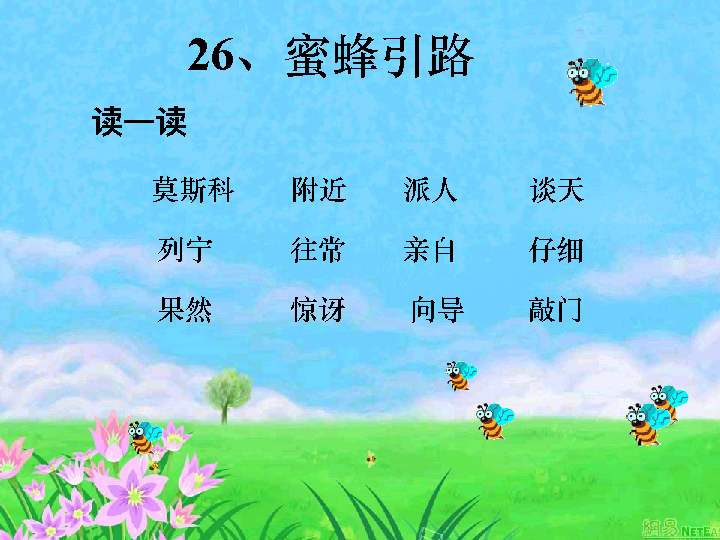 26、蜜蜂引路
读一读
莫斯科 附近 派人 谈天
列宁 往常 亲自 仔细
果然 惊讶 向导 敲门
網易 NETEASE